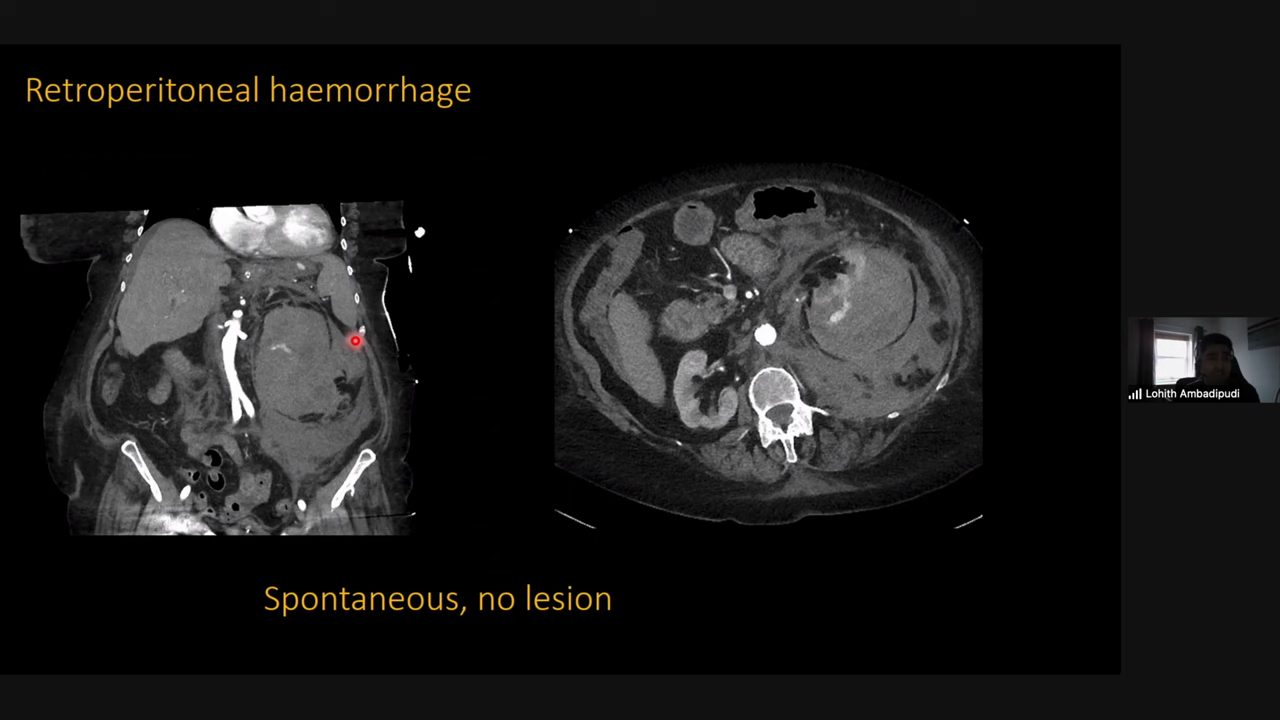 Retroperitoneal haemorrhage
Lohith Ambadipudi
Spontaneous, no lesion